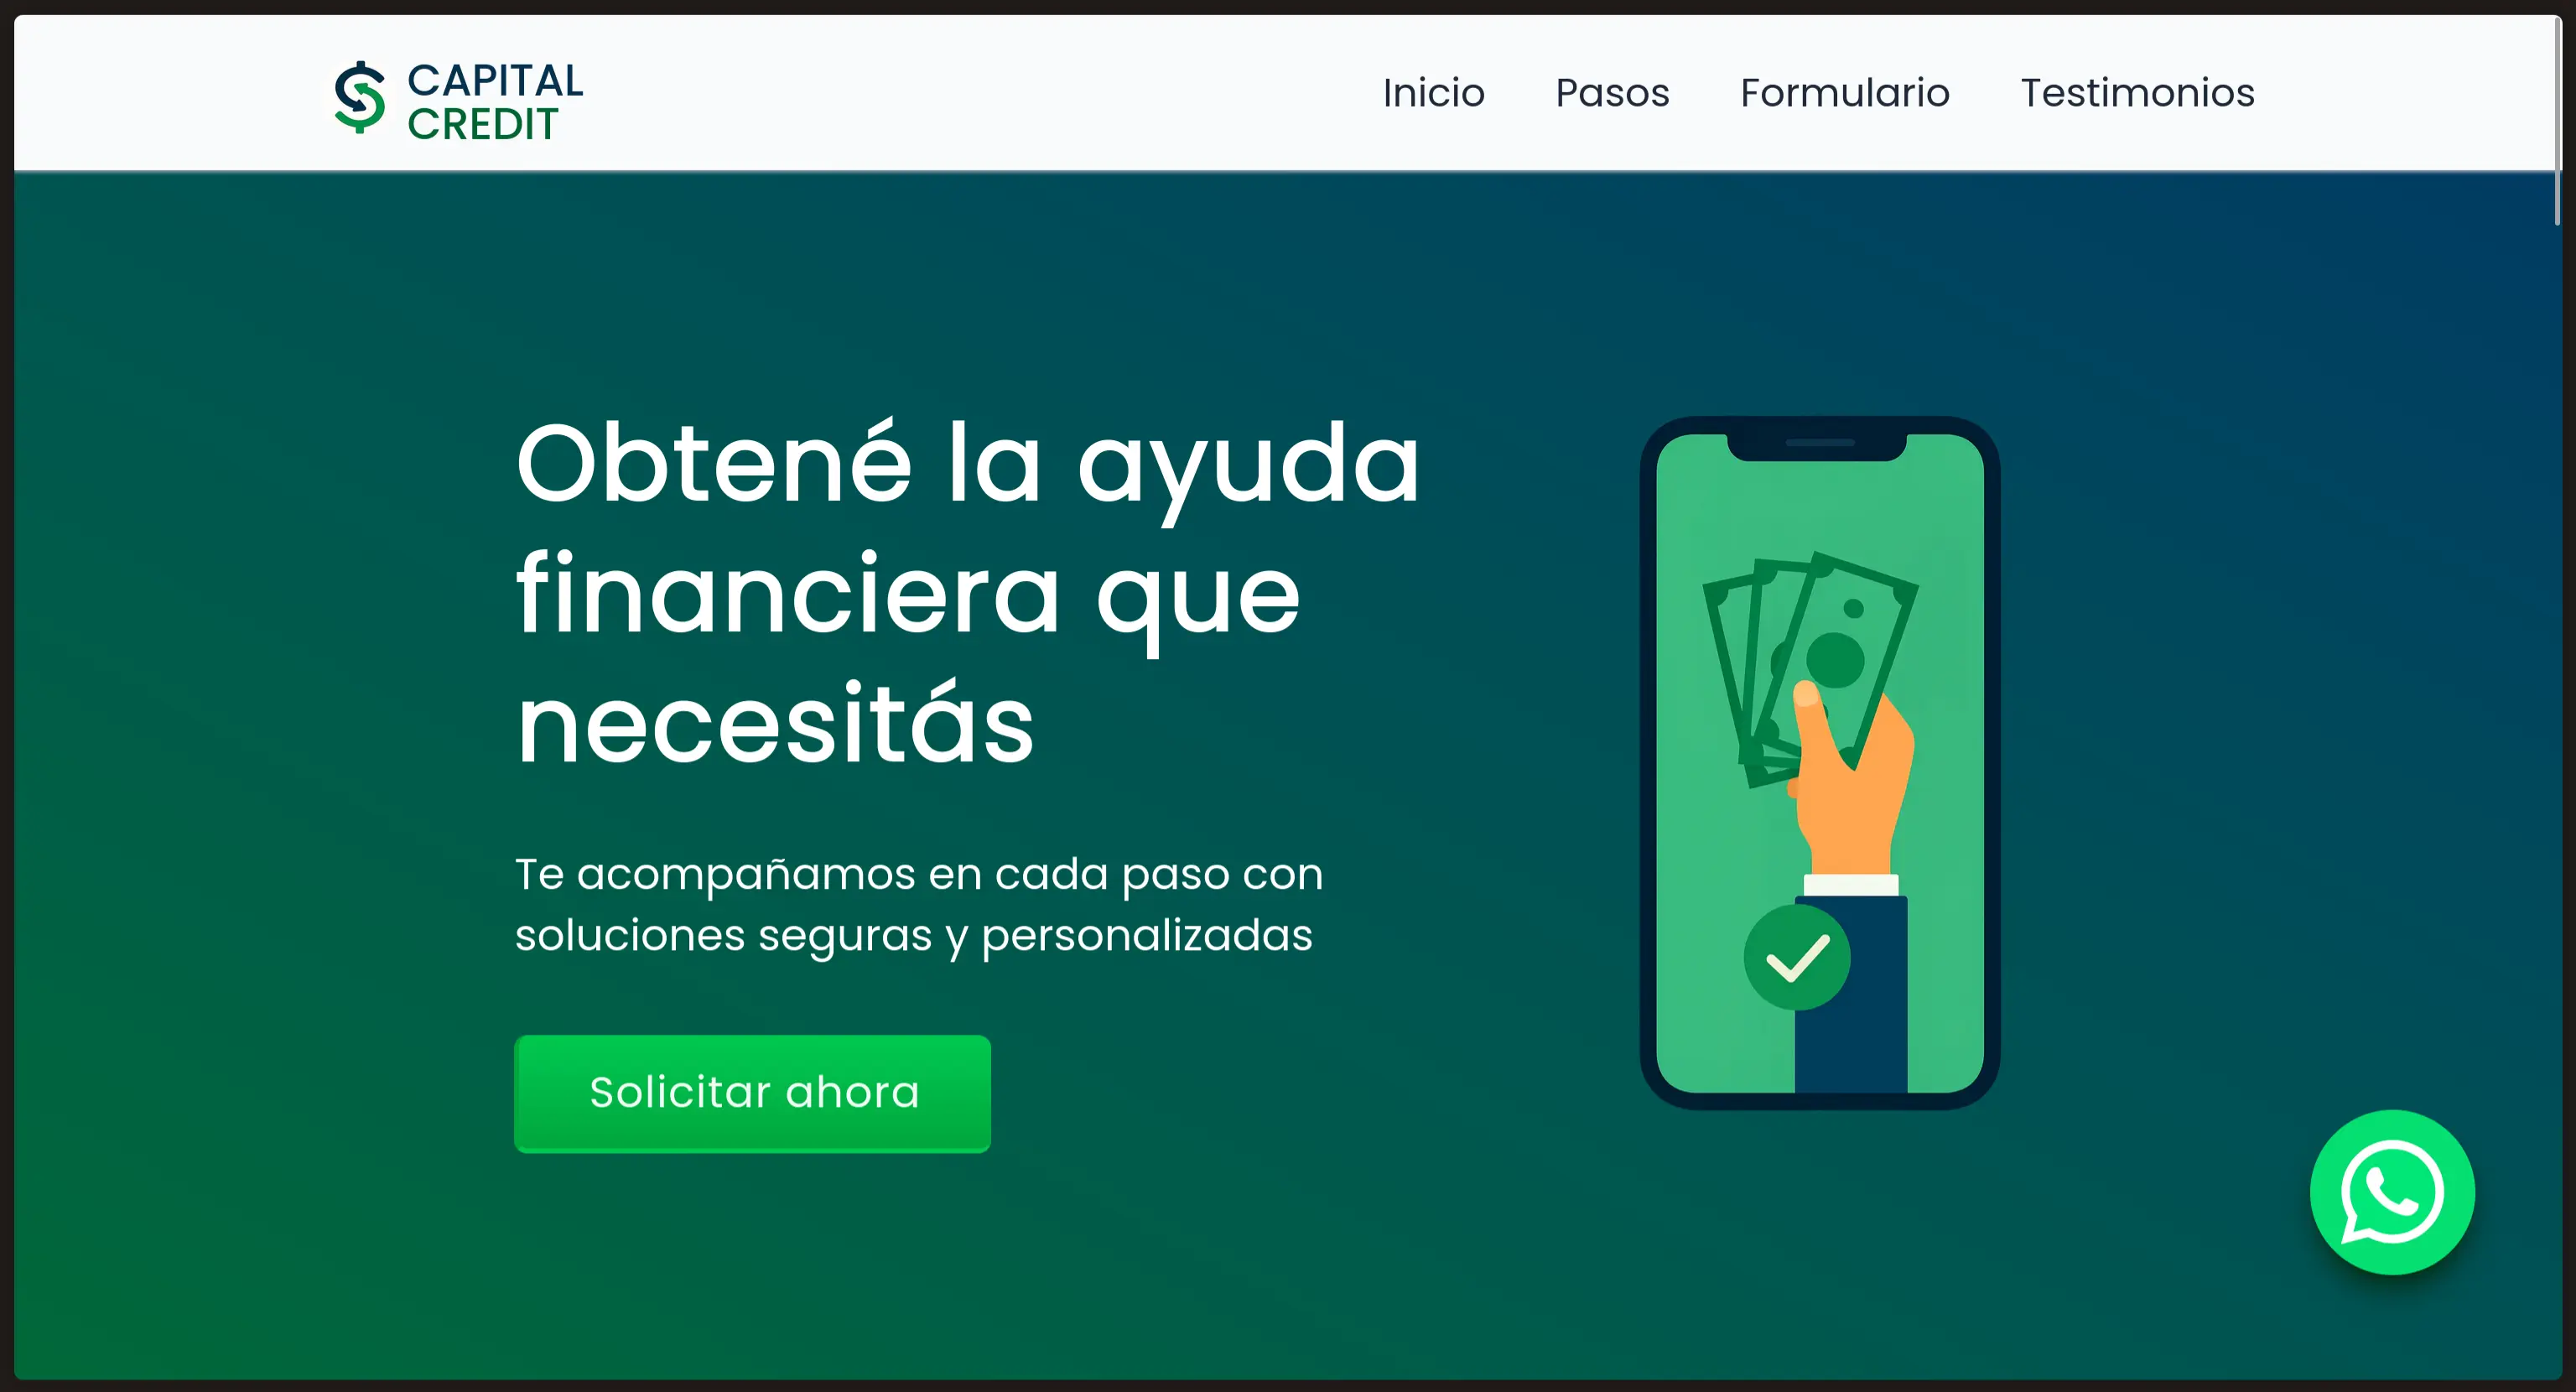 CAPITAL
CREDIT
Inicio
Pasos
Formulario
Testimonios
Obtené la ayuda
financiera que
necesitás
Te acompañamos en cada paso con
soluciones seguras y personalizadas
Solicitar ahora